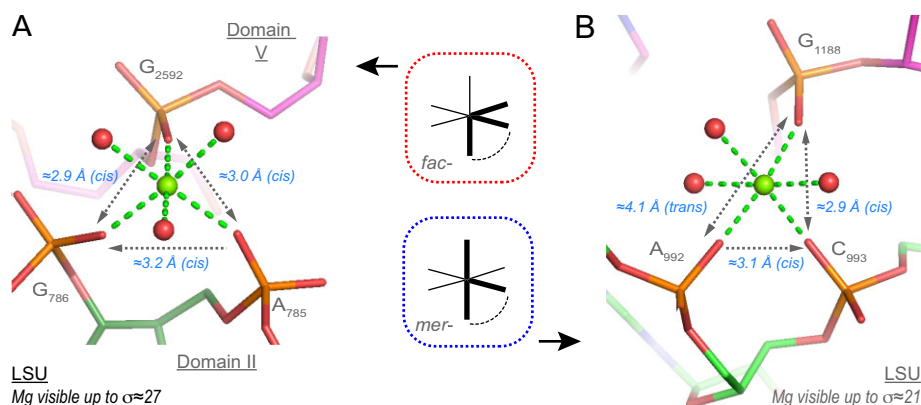 A
Domain
V
G2592
≈2.9 Å (cis)
≈3.0 Å (cis)
≈3.2 Å (cis)
G786
A785
Domain II
LSU
Mg visible up to σ≈27
fac-
mer-
B
G1188
≈4.1 Å (trans)
≈2.9 Å (cis)
A992
C993
≈3.1 Å (cis)
LSU
Mg visible up to σ≈21